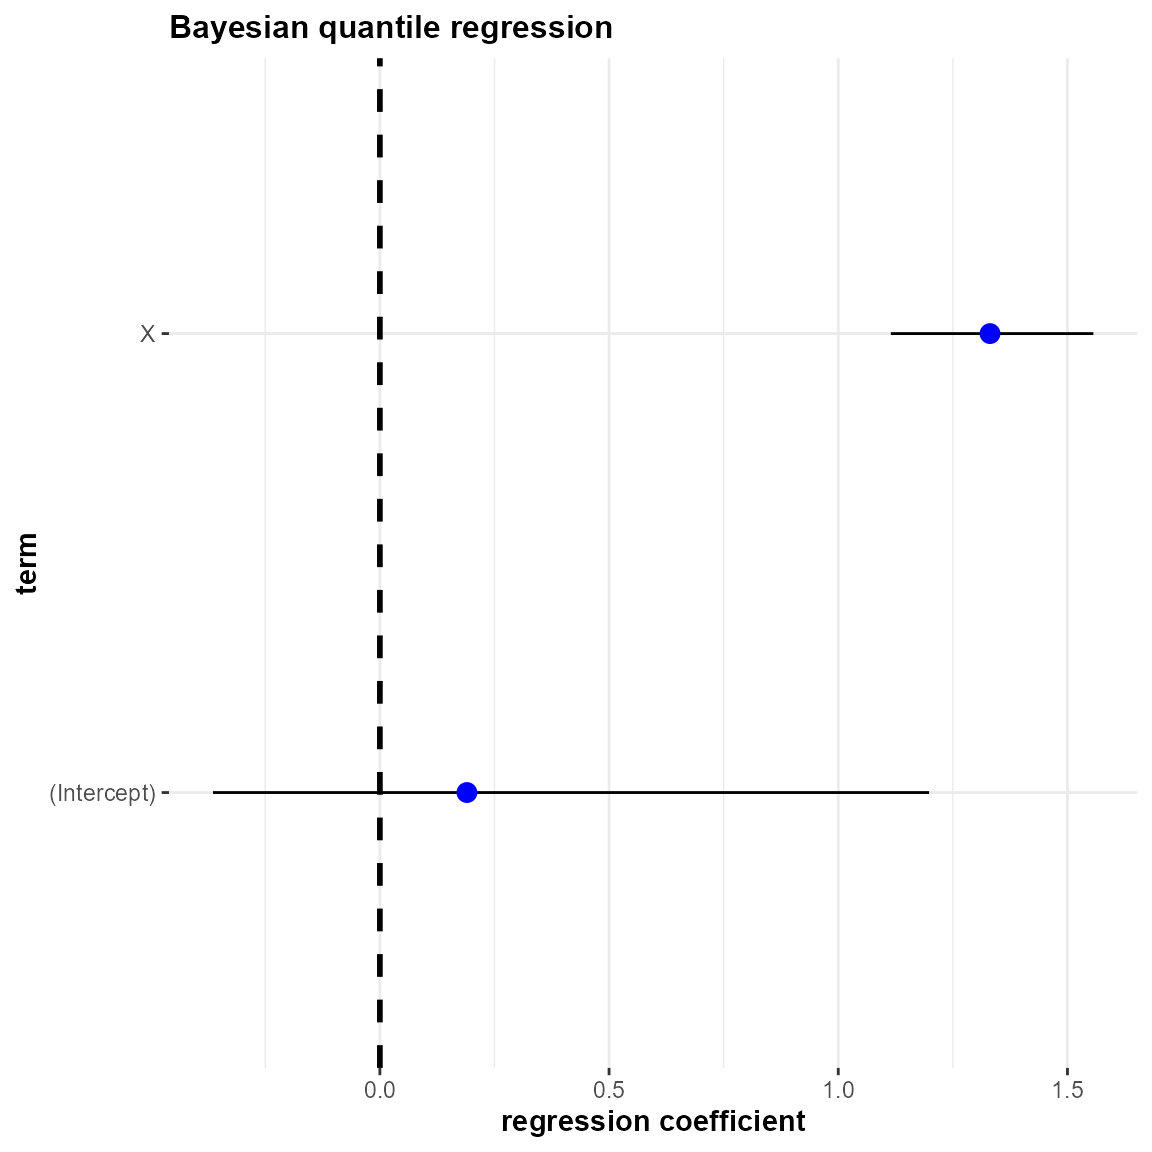 Bayesian quantile regression
term
X
(Intercept)
0.0 0.5 1.0 1.5
regression coefficient